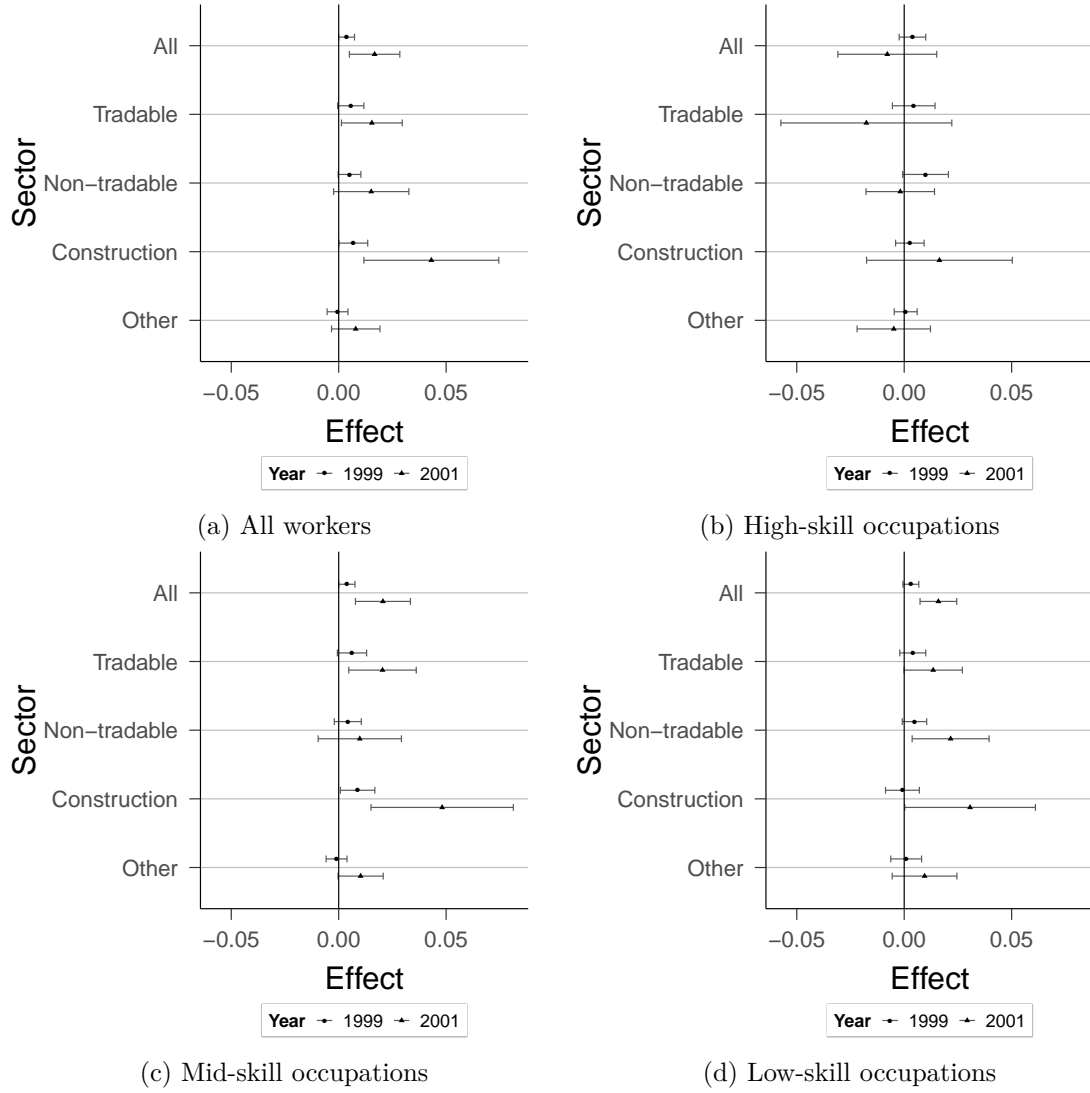 Sector
All
Tradable
Non−tradable
Construction
Other
−0.05 0.00 0.05
Effect
Year 1999 2001
(a) All workers
Sector
All
Tradable
Non−tradable
Construction
Other
−0.05 0.00 0.05
Effect
Year 1999 2001
(b) High-skill occupations
Sector
All
Tradable
Non−tradable
Construction
Other
−0.05 0.00 0.05
Effect
Year 1999 2001
(c) Mid-skill occupations
Sector
All
Tradable
Non−tradable
Construction
Other
−0.05 0.00 0.05
Effect
Year 1999 2001
(d) Low-skill occupations